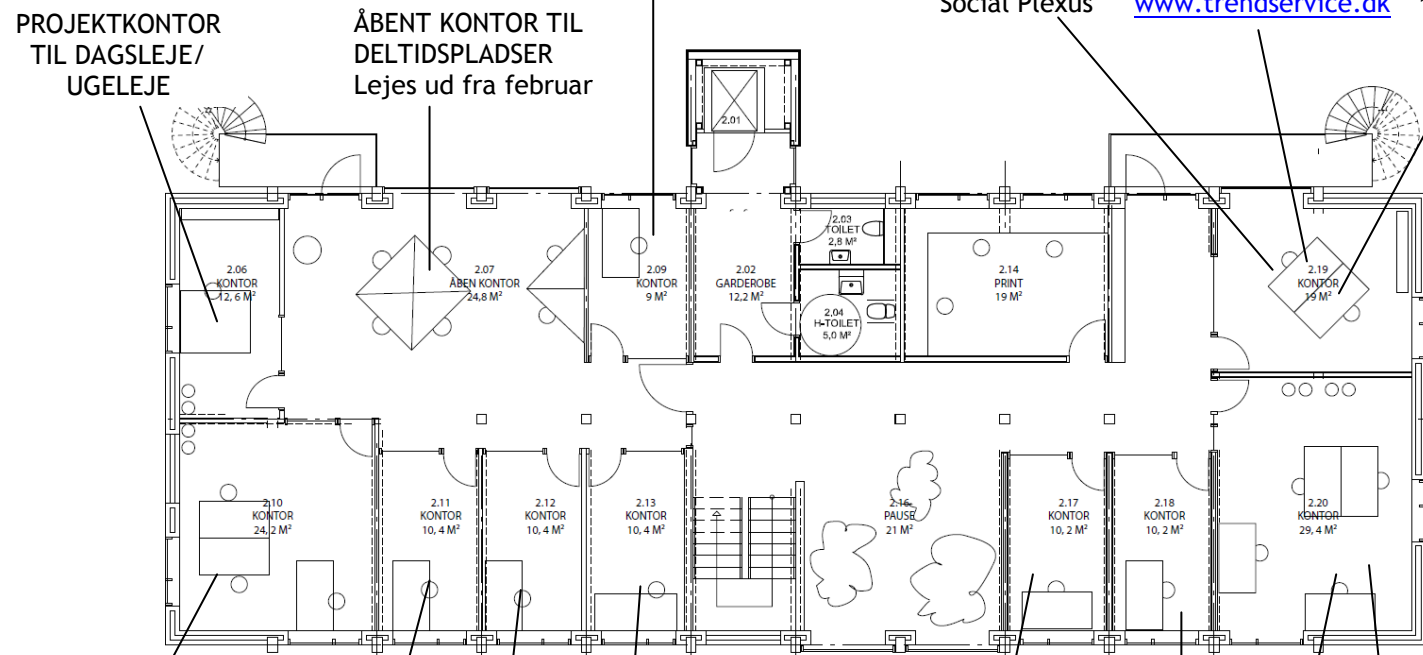 Social Plexus
www.trendservice.dk
PROJEKTKONTOR
TIL DAGSLEJE/
UGELEJE
ÅBENT KONTOR TIL
DELTIDSPLADSER
Lejes ud fra februar
2.01
2.06
KONTOR
12,6 M²
2.07
ÅBEN KONTOR
24,8 M²
2.09
KONTOR
9 M²
2.02
GARDEROBE
12,2 M²
2.03
TOILET
2,8 M²
2.04
H-TOILET
5,0 M²
2.14
PRINT
19 M²
2.19
KONTOR
19 M²
2.10
KONTOR
24,2 M²
2.11
KONTOR
10,4 M²
2.12
KONTOR
10,4 M²
2.13
KONTOR
10,4 M²
2.16
PAUSE
21 M²
2.17
KONTOR
10,2 M²
2.18
KONTOR
10,2 M²
2.20
KONTOR
29,4 M²